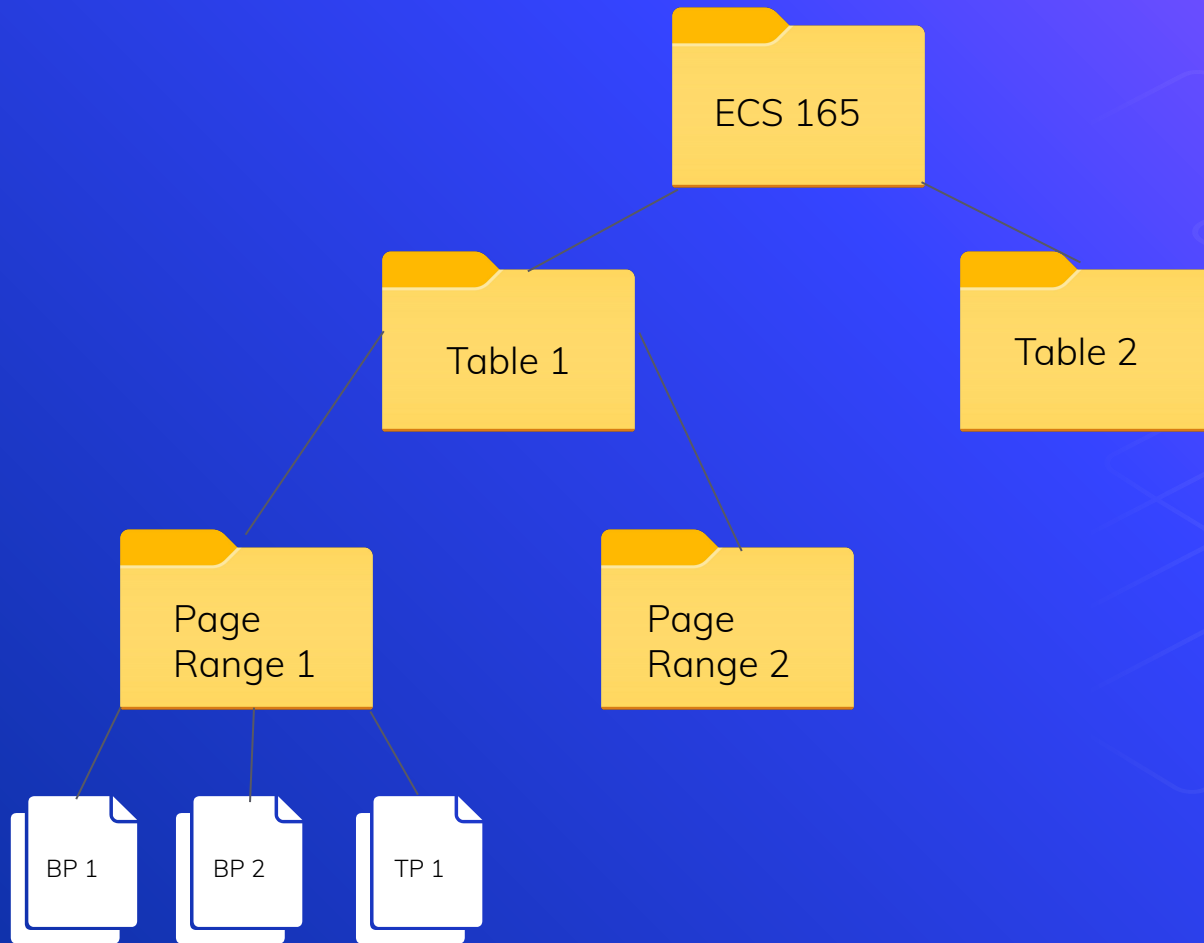 ECS 165
Table 1
Table 2
Page
Range 1
Page
Range 2
BP 1
BP 2
TP 1